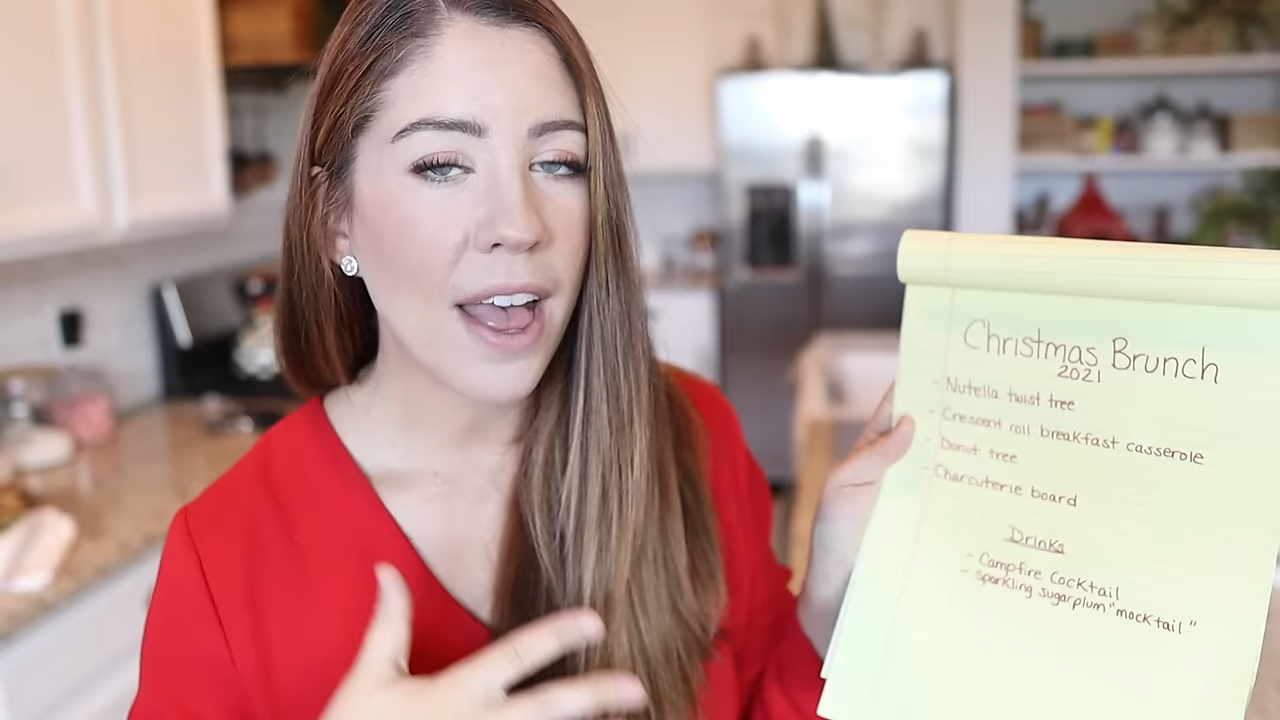 Christmas Brunch
2021
- Nutella twist tree
- Crescent roll breakfast casserole
- Donut tree
- Charcuterie board
Drinks
- Campfire Cocktail
- sparkling sugarplum "mocktail"